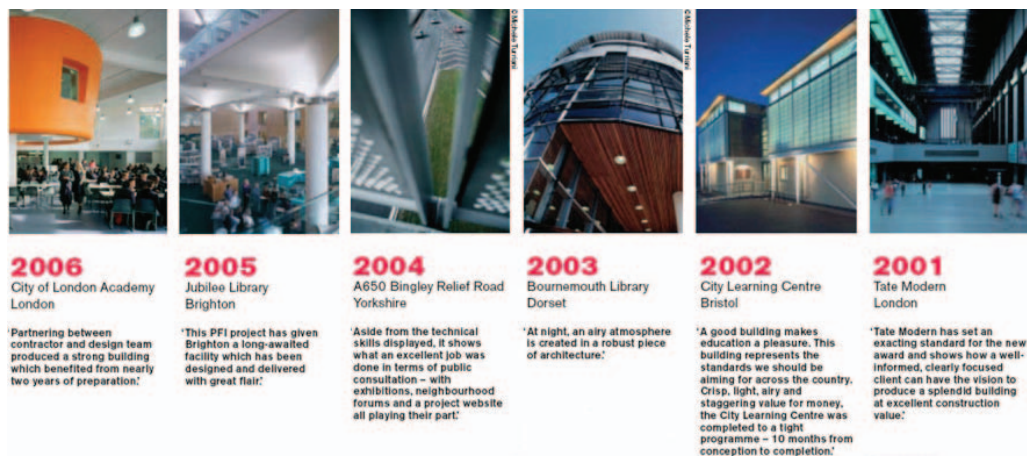 ©Michèle Turriani
©Michèle Turriani
2006
City of London Academy
London
‘Partnering between
contractor and design team
produced a strong building
which benefited from nearly
two years of preparation.’
2005
Jubilee Library
Brighton
‘This PFI project has given
Brighton a long-awaited
facility which has been
designed and delivered
with great flair.’
2004
A650 Bingley Relief Road
Yorkshire
‘Aside from the technical
skills displayed, it shows
what an excellent job was
done in terms of public
consultation – with
exhibitions, neighbourhood
forums and a project website
all playing their part.’
2003
Bournemouth Library
Dorset
‘At night, an airy atmosphere
is created in a robust piece
of architecture.’
2002
City Learning Centre
Bristol
‘A good building makes
education a pleasure. This
building represents the
standards we should be
aiming for across the country.
Crisp, light, airy and
staggering value for money,
the City Learning Centre was
completed to a tight
programme – 10 months from
conception to completion.’
2001
Tate Modern
London
‘Tate Modern has set an
exacting standard for the new
award and shows how a well-
informed, clearly focused
client can have the vision to
produce a splendid building
at excellent construction
value.’